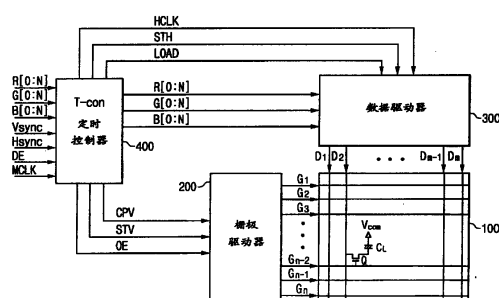 HCLK
STH
LOAD
R[0:N]
G[0:N]
B[0:N]
Vsync
Hsync
DE
MCLK
T-con
定时
控制器
400
R[0:N]
G[0:N]
B[0:N]
数据驱动器
300
D1 D2 • • • Dm-1 Dm
CPV
STV
OE
200
栅极
驱动器
G1
G2
G3
Gn-2
Gn-1
Gn
VCOM
CL
Q
100